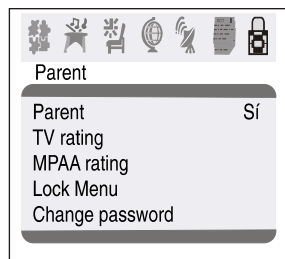 Parent
Parent Sí
TV rating
MPAA rating
Lock Menu
Change password